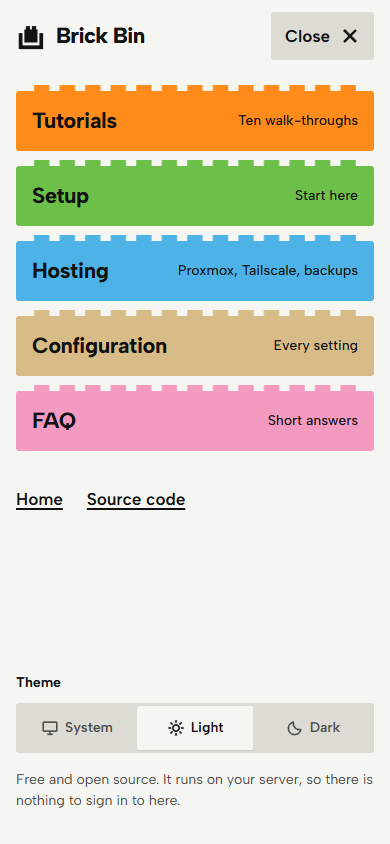 Brick Bin
Close
Tutorials
Ten walk-throughs
Setup
Start here
Hosting
Proxmox, Tailscale, backups
Configuration
Every setting
FAQ
Short answers
Home
Source code
Theme
System
Light
Dark
Free and open source. It runs on your server, so there is
nothing to sign in to here.